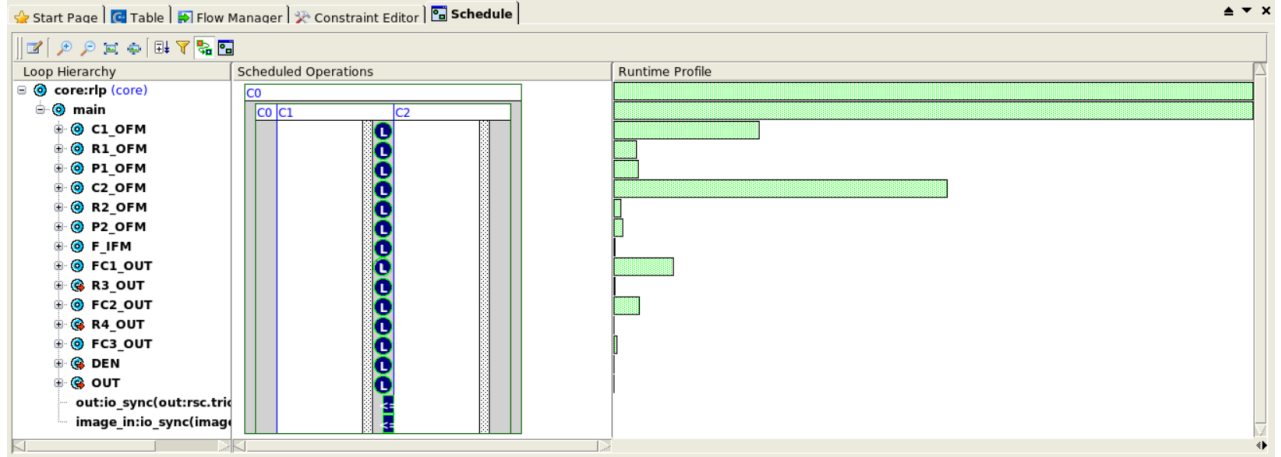 Start Page Table Flow Manager Constraint Editor Schedule
Loop Hierarchy Scheduled Operations Runtime Profile
core:rlp (core) C0
main C0 C1 C2
C1_OFM L
R1_OFM L
P1_OFM L
C2_OFM L
R2_OFM L
P2_OFM L
F_IFM L
FC1_OUT L
R3_OUT L
FC2_OUT L
R4_OUT L
FC3_OUT L
DEN L
OUT L
out:io_sync(out:rsc.tri
image_in:io_sync(image